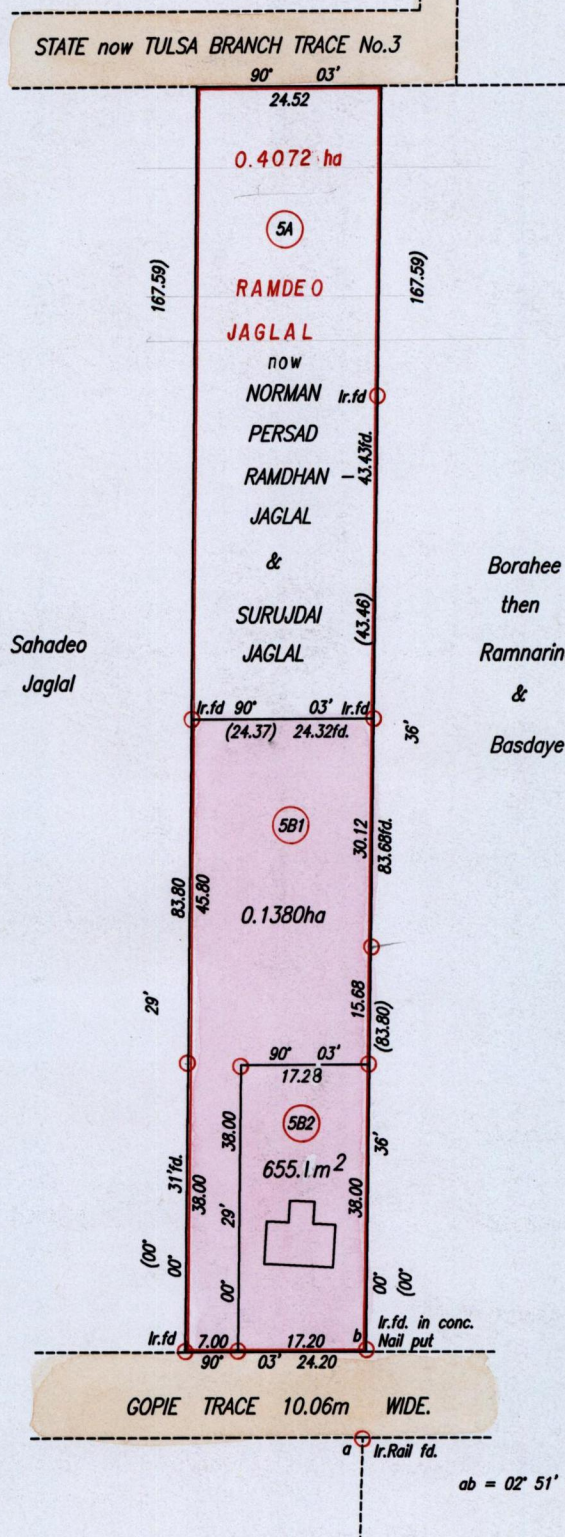 STATE now TULSA BRANCH TRACE No.3
90° 03'
24.52
0.4072 ha
5A
167.59)
167.59)
RAMDEO
JAGLAL
now
NORMAN
Ir.fd
PERSAD
43.43fd.
RAMDHAN -
JAGLAL
&
(43.46)
SURUJDAI
JAGLAL
Sahadeo
Jaglal
Borahee
then
Ramnarin
&
Basdaye
Ir.fd 90° 03' Ir.fd
(24.37) 24.32fd.
36'
5B1
30.12
83.68fd.
83.80
45.80
0.1380ha
29'
15.68
(83.80)
90° 03'
17.28
5B2
38.00
655.1m²
36'
31'fd.
38.00
29'
38.00
(00°
00°
00°
00°
(00°
Ir.fd. in conc.
Nail put
Ir.fd 7.00 17.20 b
90° 03' 24.20
GOPIE TRACE 10.06m WIDE.
a Ir.Rail fd.
ab = 02° 51'